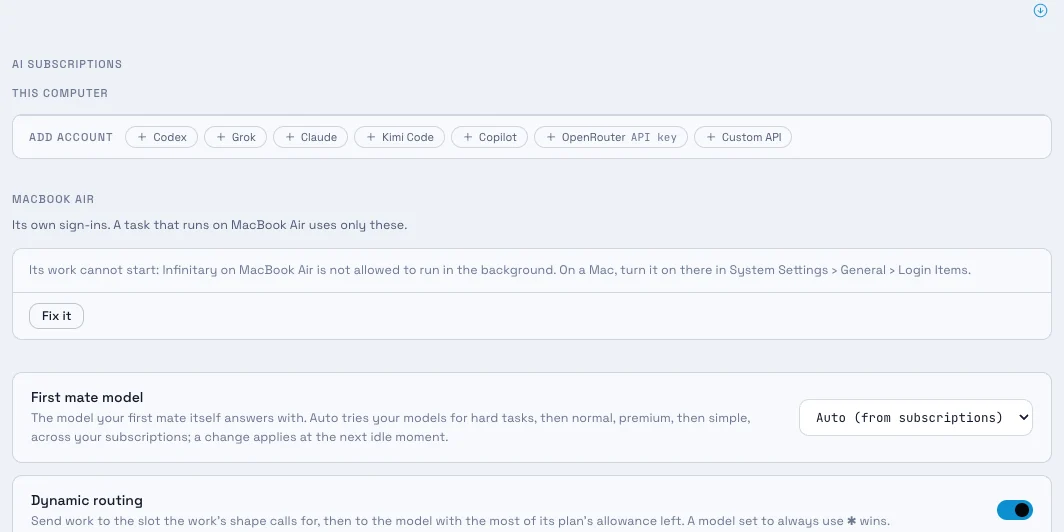 AI SUBSCRIPTIONS
THIS COMPUTER
ADD ACCOUNT + Codex + Grok + Claude + Kimi Code + Copilot + OpenRouter API key + Custom API
MACBOOK AIR
Its own sign-ins. A task that runs on MacBook Air uses only these.
Its work cannot start: Infinitary on MacBook Air is not allowed to run in the background. On a Mac, turn it on there in System Settings > General > Login Items.
Fix it
First mate model
The model your first mate itself answers with. Auto tries your models for hard tasks, then normal, premium, then simple,
across your subscriptions; a change applies at the next idle moment.
Auto (from subscriptions)
Dynamic routing
Send work to the slot the work's shape calls for, then to the model with the most of its plan's allowance left. A model set to always use ✱ wins.